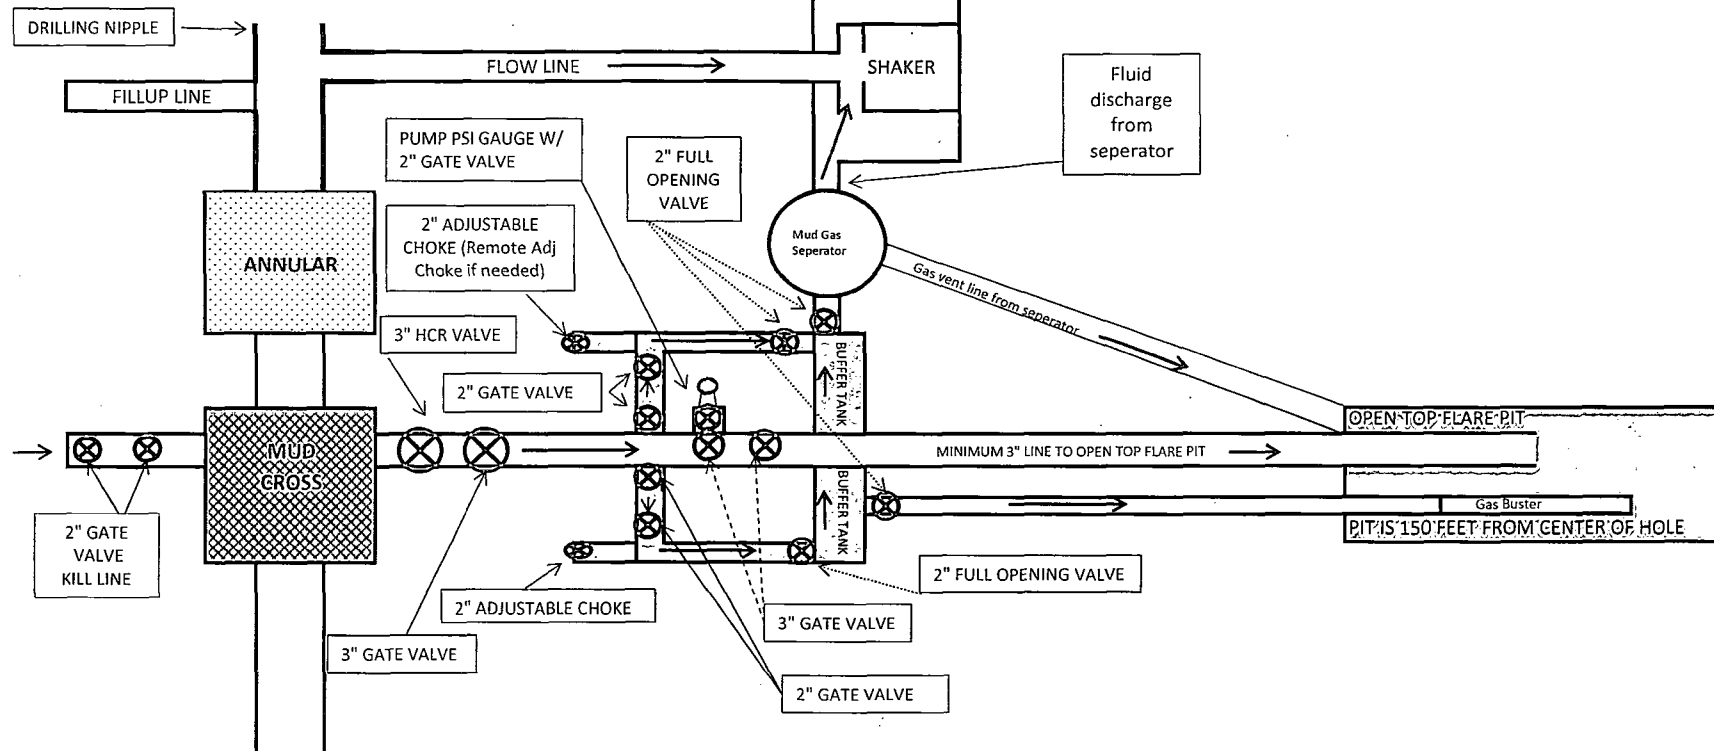 DRILLING NIPPLE
FLOW LINE
SHAKER
FILLUP LINE
Fluid
discharge
from
seperator
PUMP PSI GAUGE W/
2" GATE VALVE
2" FULL
OPENING
VALVE
2" ADJUSTABLE
CHOKE (Remote Adj
Choke if needed)
Mud Gas
Seperator
ANNULAR
Gas vent line from seperator
3" HCR VALVE
2" GATE VALVE
BUFFER TANK
OPEN TOP FLARE PIT
MUD
CROSS
MINIMUM 3" LINE TO OPEN TOP FLARE PIT
BUFFER TANK
Gas Buster
PIT IS 150 FEET FROM CENTER OF HOLE
2" GATE
VALVE
KILL LINE
2" FULL OPENING VALVE
2" ADJUSTABLE CHOKE
3" GATE VALVE
3" GATE VALVE
2" GATE VALVE